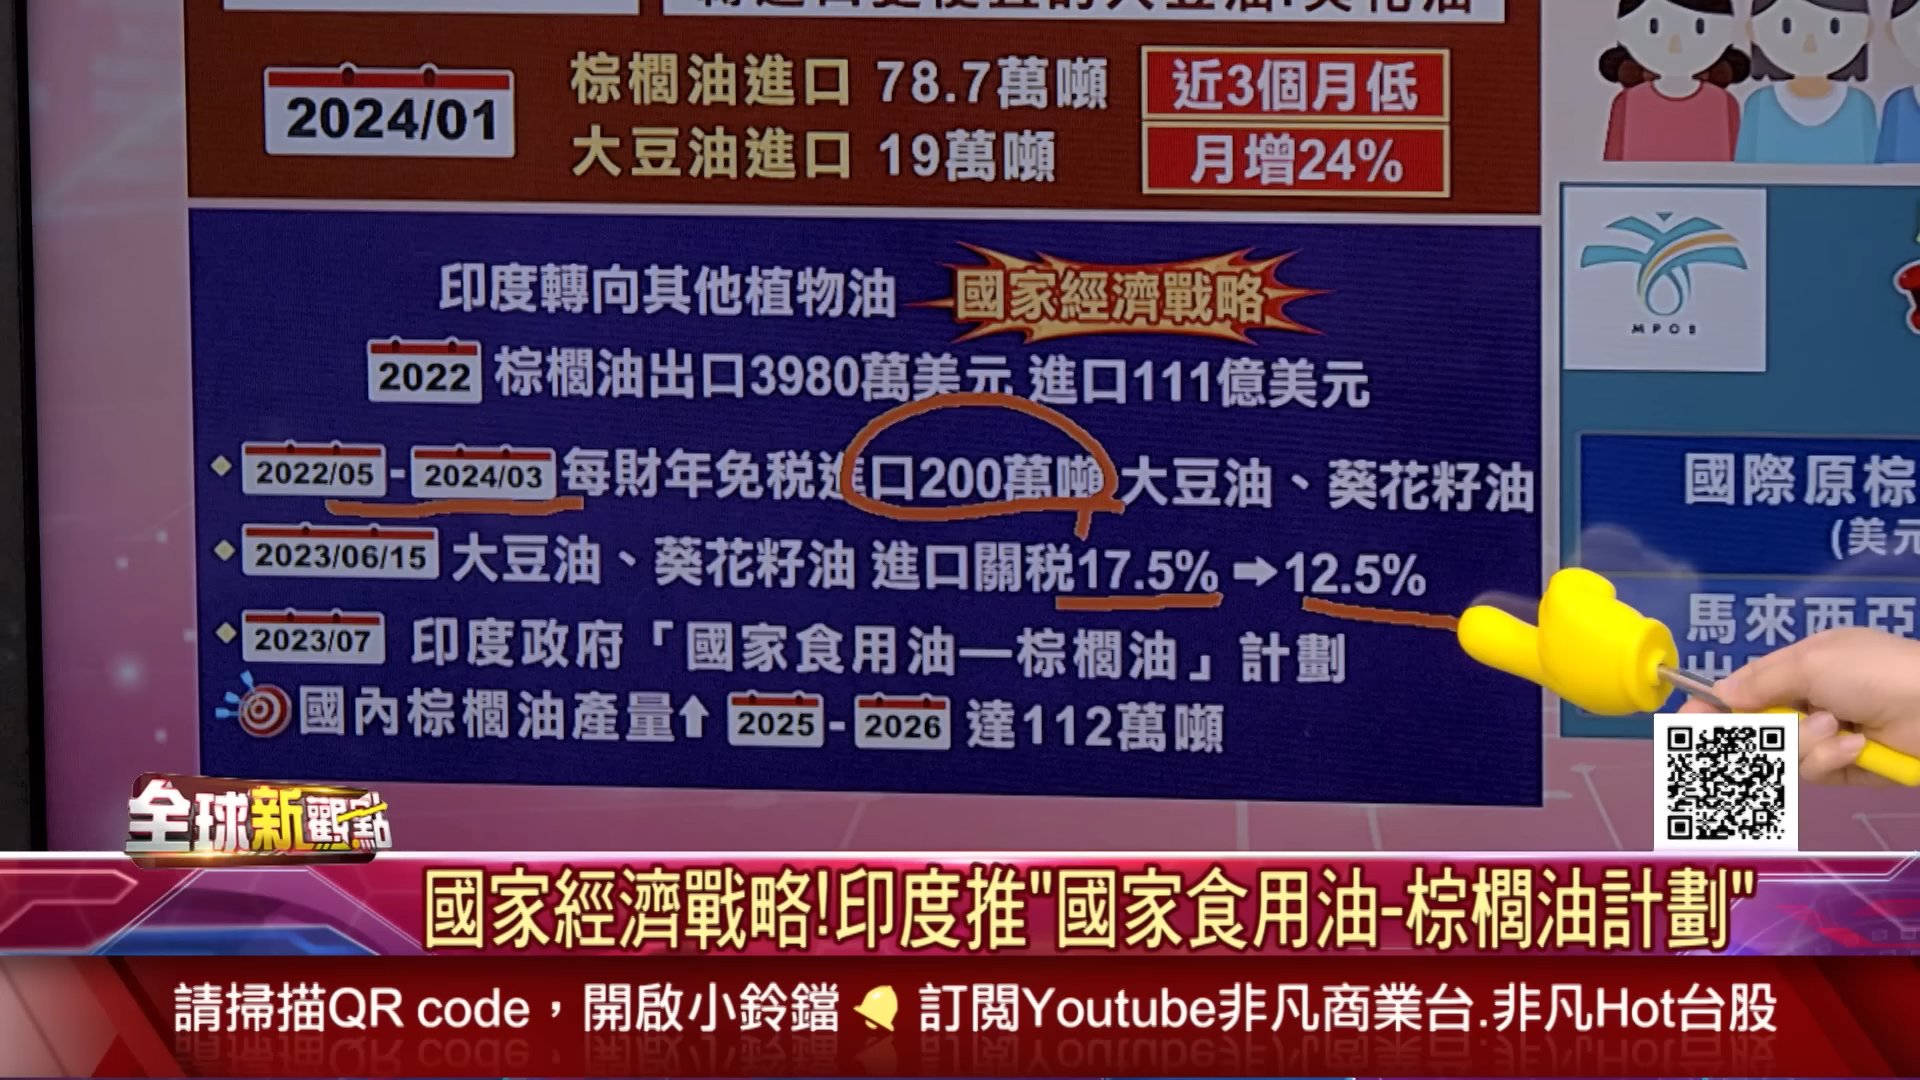 2024/01
棕櫚油進口 78.7萬噸 近3個月低
大豆油進口 19萬噸 月增24%
印度轉向其他植物油 國家經濟戰略
2022 棕櫚油出口3980萬美元 進口111億美元
2022/05 - 2024/03 每財年免税進口200萬噸 大豆油、葵花籽油
2023/06/15 大豆油、葵花籽油 進口關税17.5% ➡12.5%
2023/07 印度政府「國家食用油—棕櫚油」計劃
國內棕櫚油產量⬆ 2025 - 2026 達112萬噸
MPOB
國際原棕
(美元
馬來西亞
全球新觀點
國家經濟戰略!印度推"國家食用油-棕櫚油計劃"
請掃描QR code，開啟小鈴鐺🔔訂閱Youtube非凡商業台.非凡Hot台股